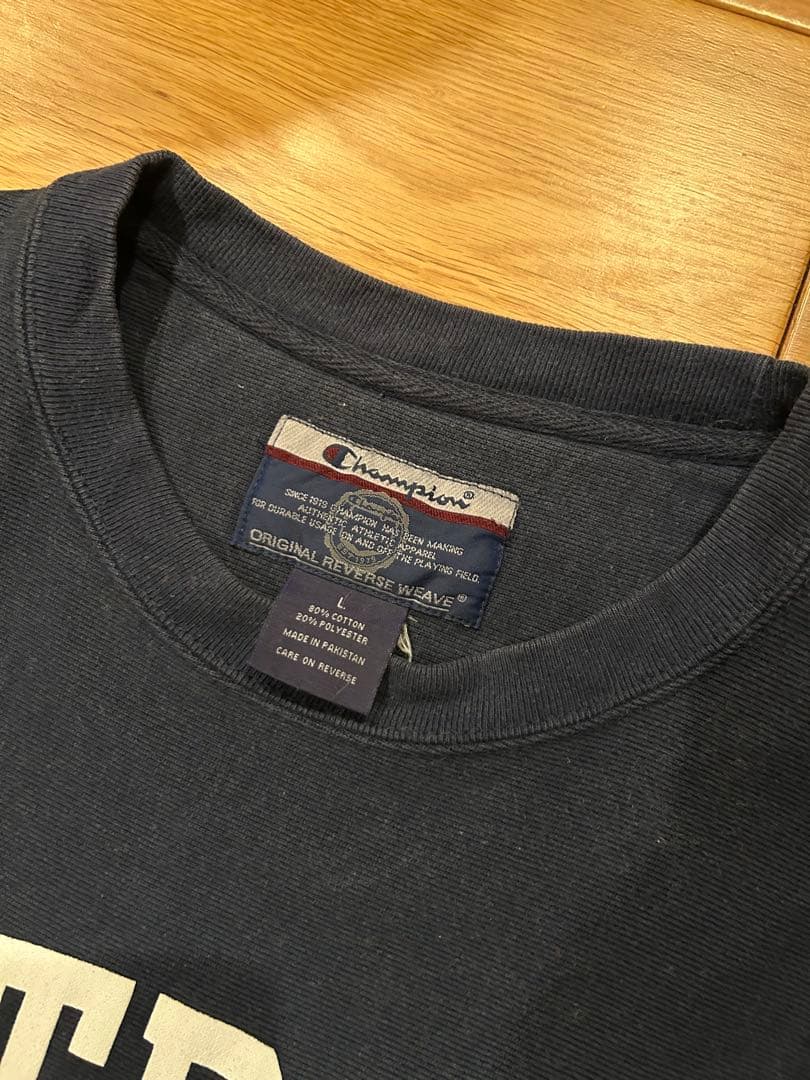 Champion®
SINCE 1919 CHAMPION HAS BEEN MAKING
AUTHENTIC ATHLETIC APPAREL
FOR DURABLE USAGE ON AND OFF THE PLAYING FIELD.
ORIGINAL REVERSE WEAVE®
L
80% COTTON
20% POLYESTER
MADE IN PAKISTAN
CARE ON REVERSE